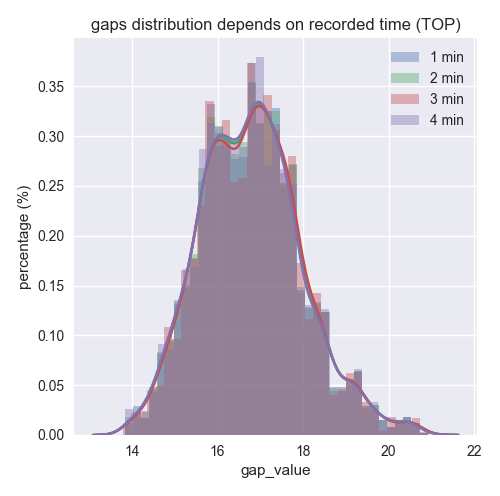 gaps distribution depends on recorded time (TOP)
1 min
2 min
3 min
4 min
percentage (%)
0.35
0.30
0.25
0.20
0.15
0.10
0.05
0.00
14
16
18
20
22
gap_value